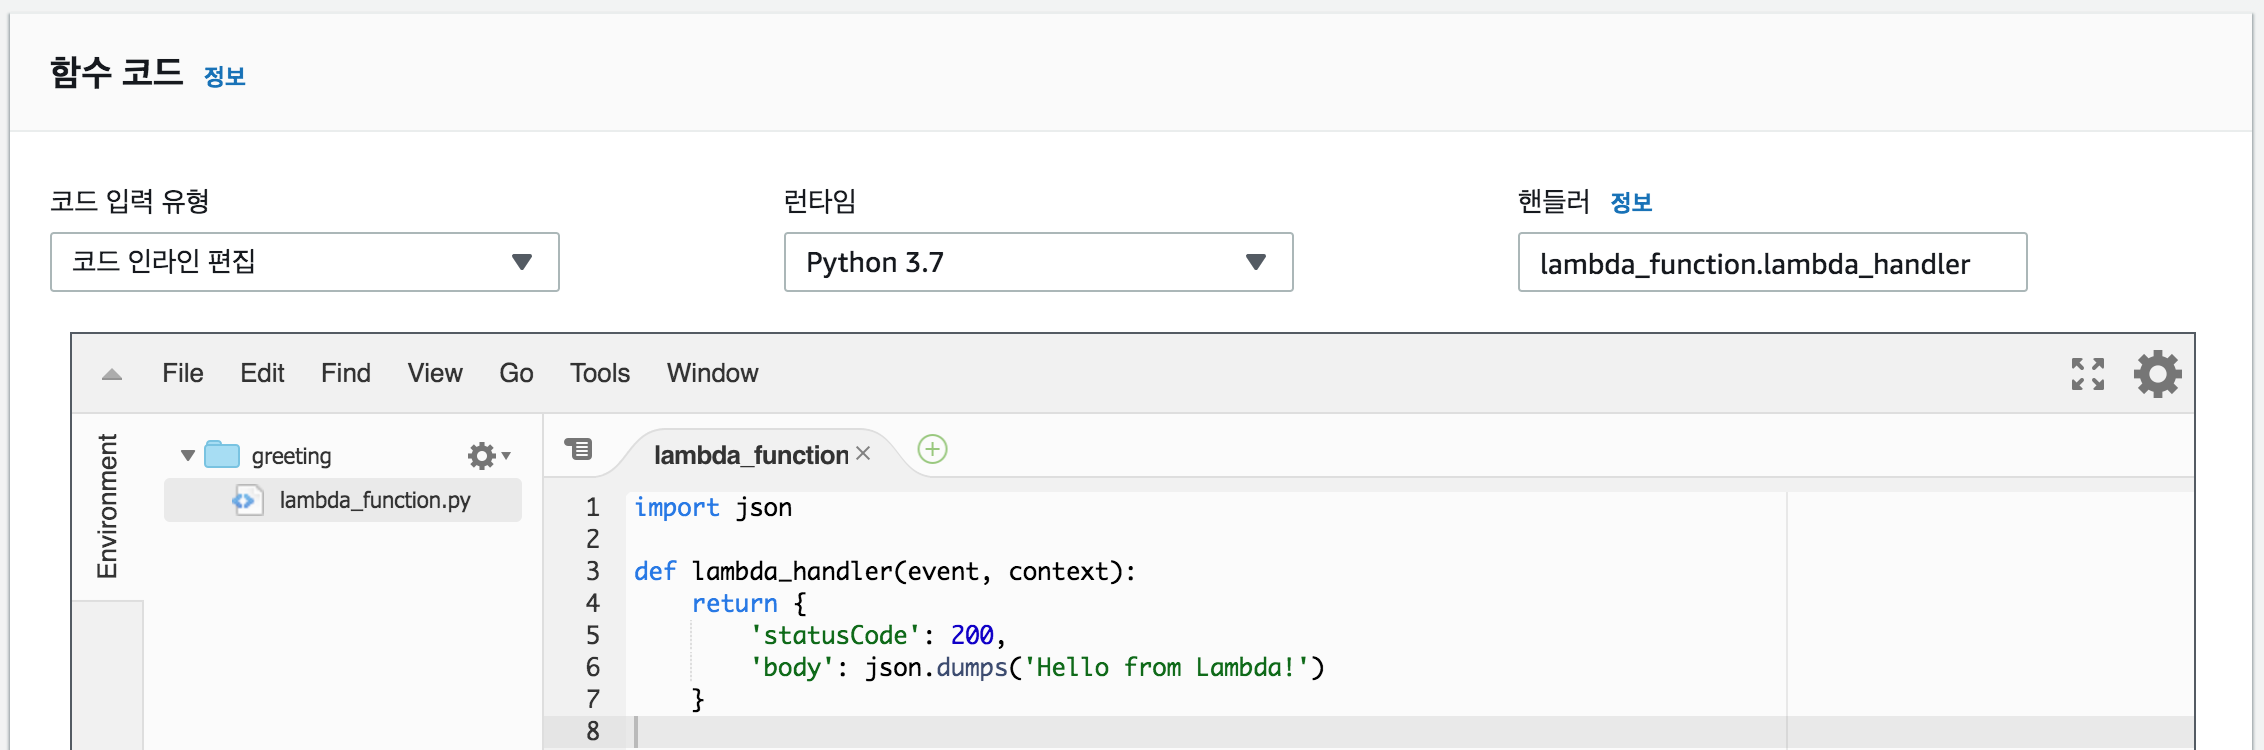 함수 코드 정보
코드 입력 유형 런타임 핸들러 정보
코드 인라인 편집 Python 3.7 lambda_function.lambda_handler
File Edit Find View Go Tools Window
Environment
greeting
lambda_function.py
lambda_function
1 import json
2
3 def lambda_handler(event, context):
4     return {
5         'statusCode': 200,
6         'body': json.dumps('Hello from Lambda!')
7     }
8